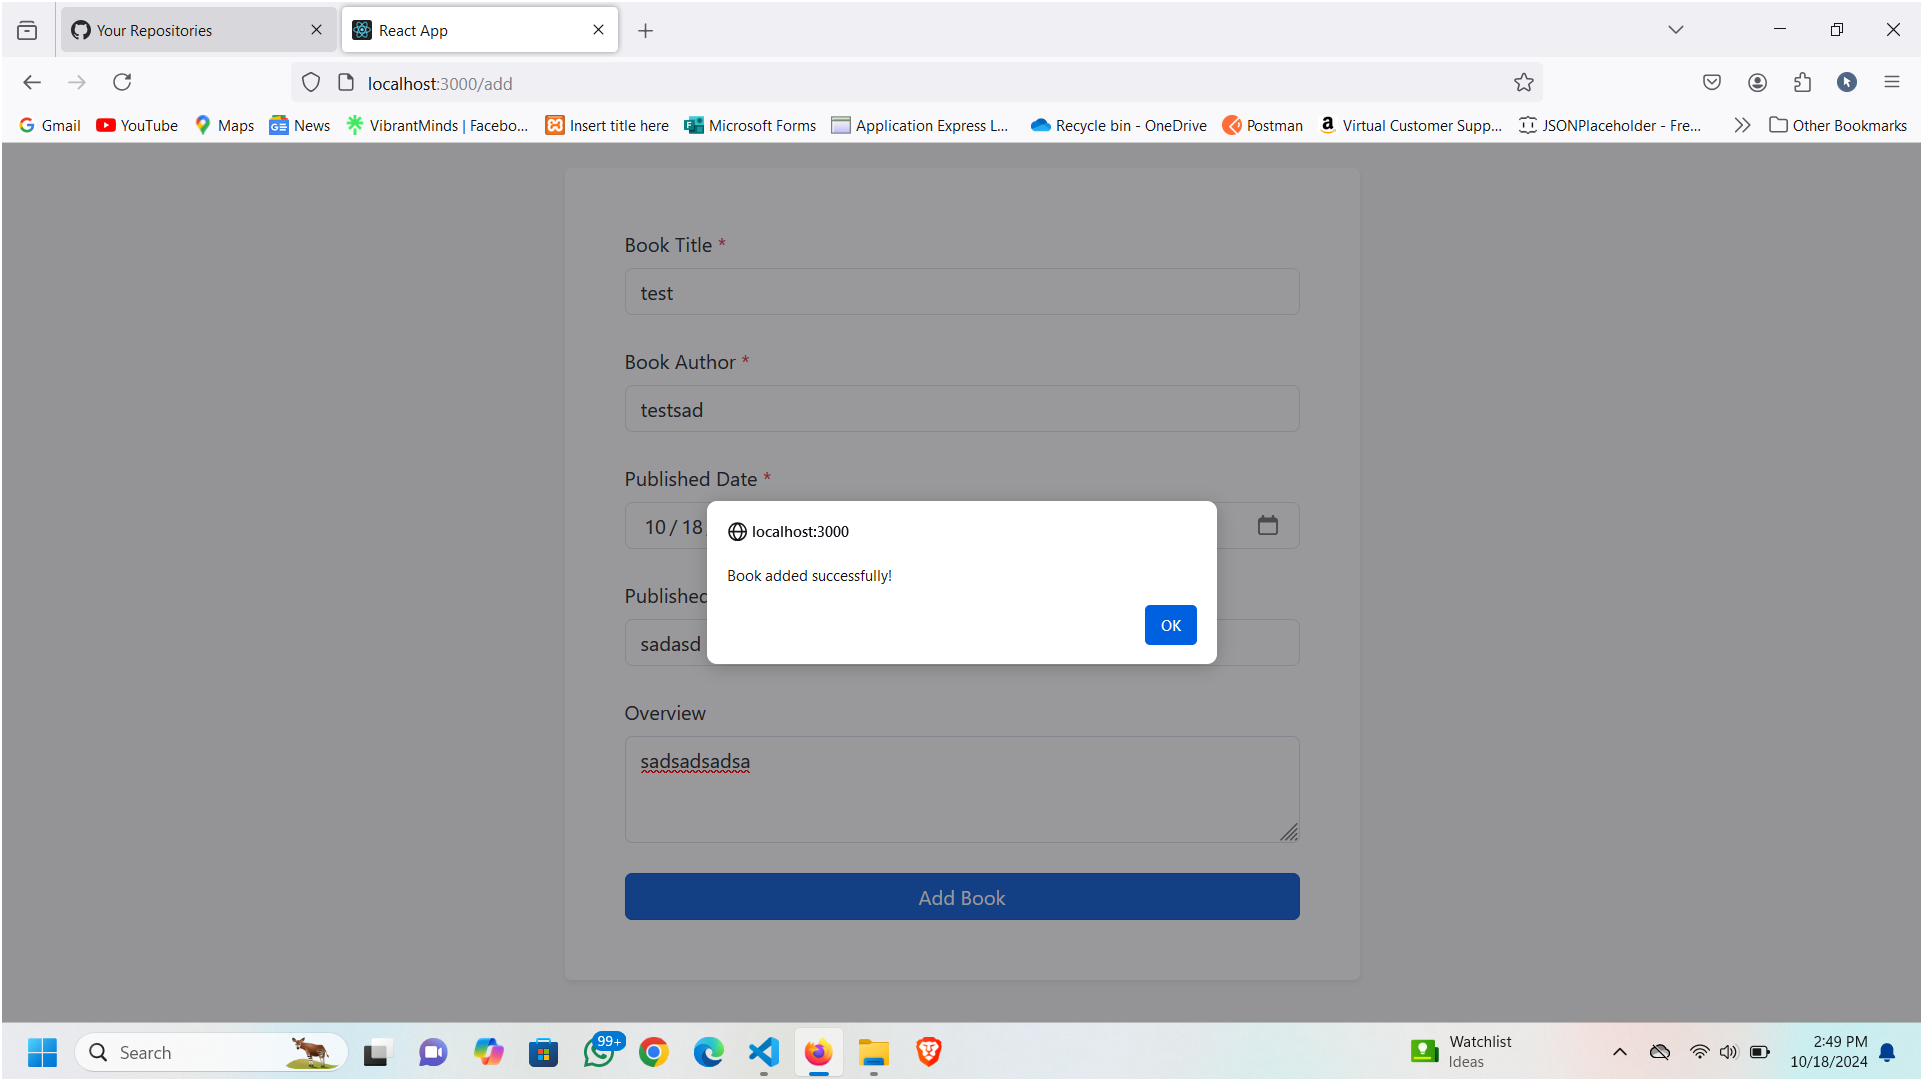 Your Repositories
React App
localhost:3000/add
Gmail YouTube Maps News VibrantMinds | Facebo... Insert title here Microsoft Forms Application Express L... Recycle bin - OneDrive Postman Virtual Customer Supp... JSONPlaceholder - Fre... Other Bookmarks
Book Title *
test
Book Author *
testsad
Published Date *
10 / 18
localhost:3000
Book added successfully!
OK
Published
sadasd
Overview
sadsadsadsa
Add Book
Search
99+
Watchlist
Ideas
2:49 PM
10/18/2024